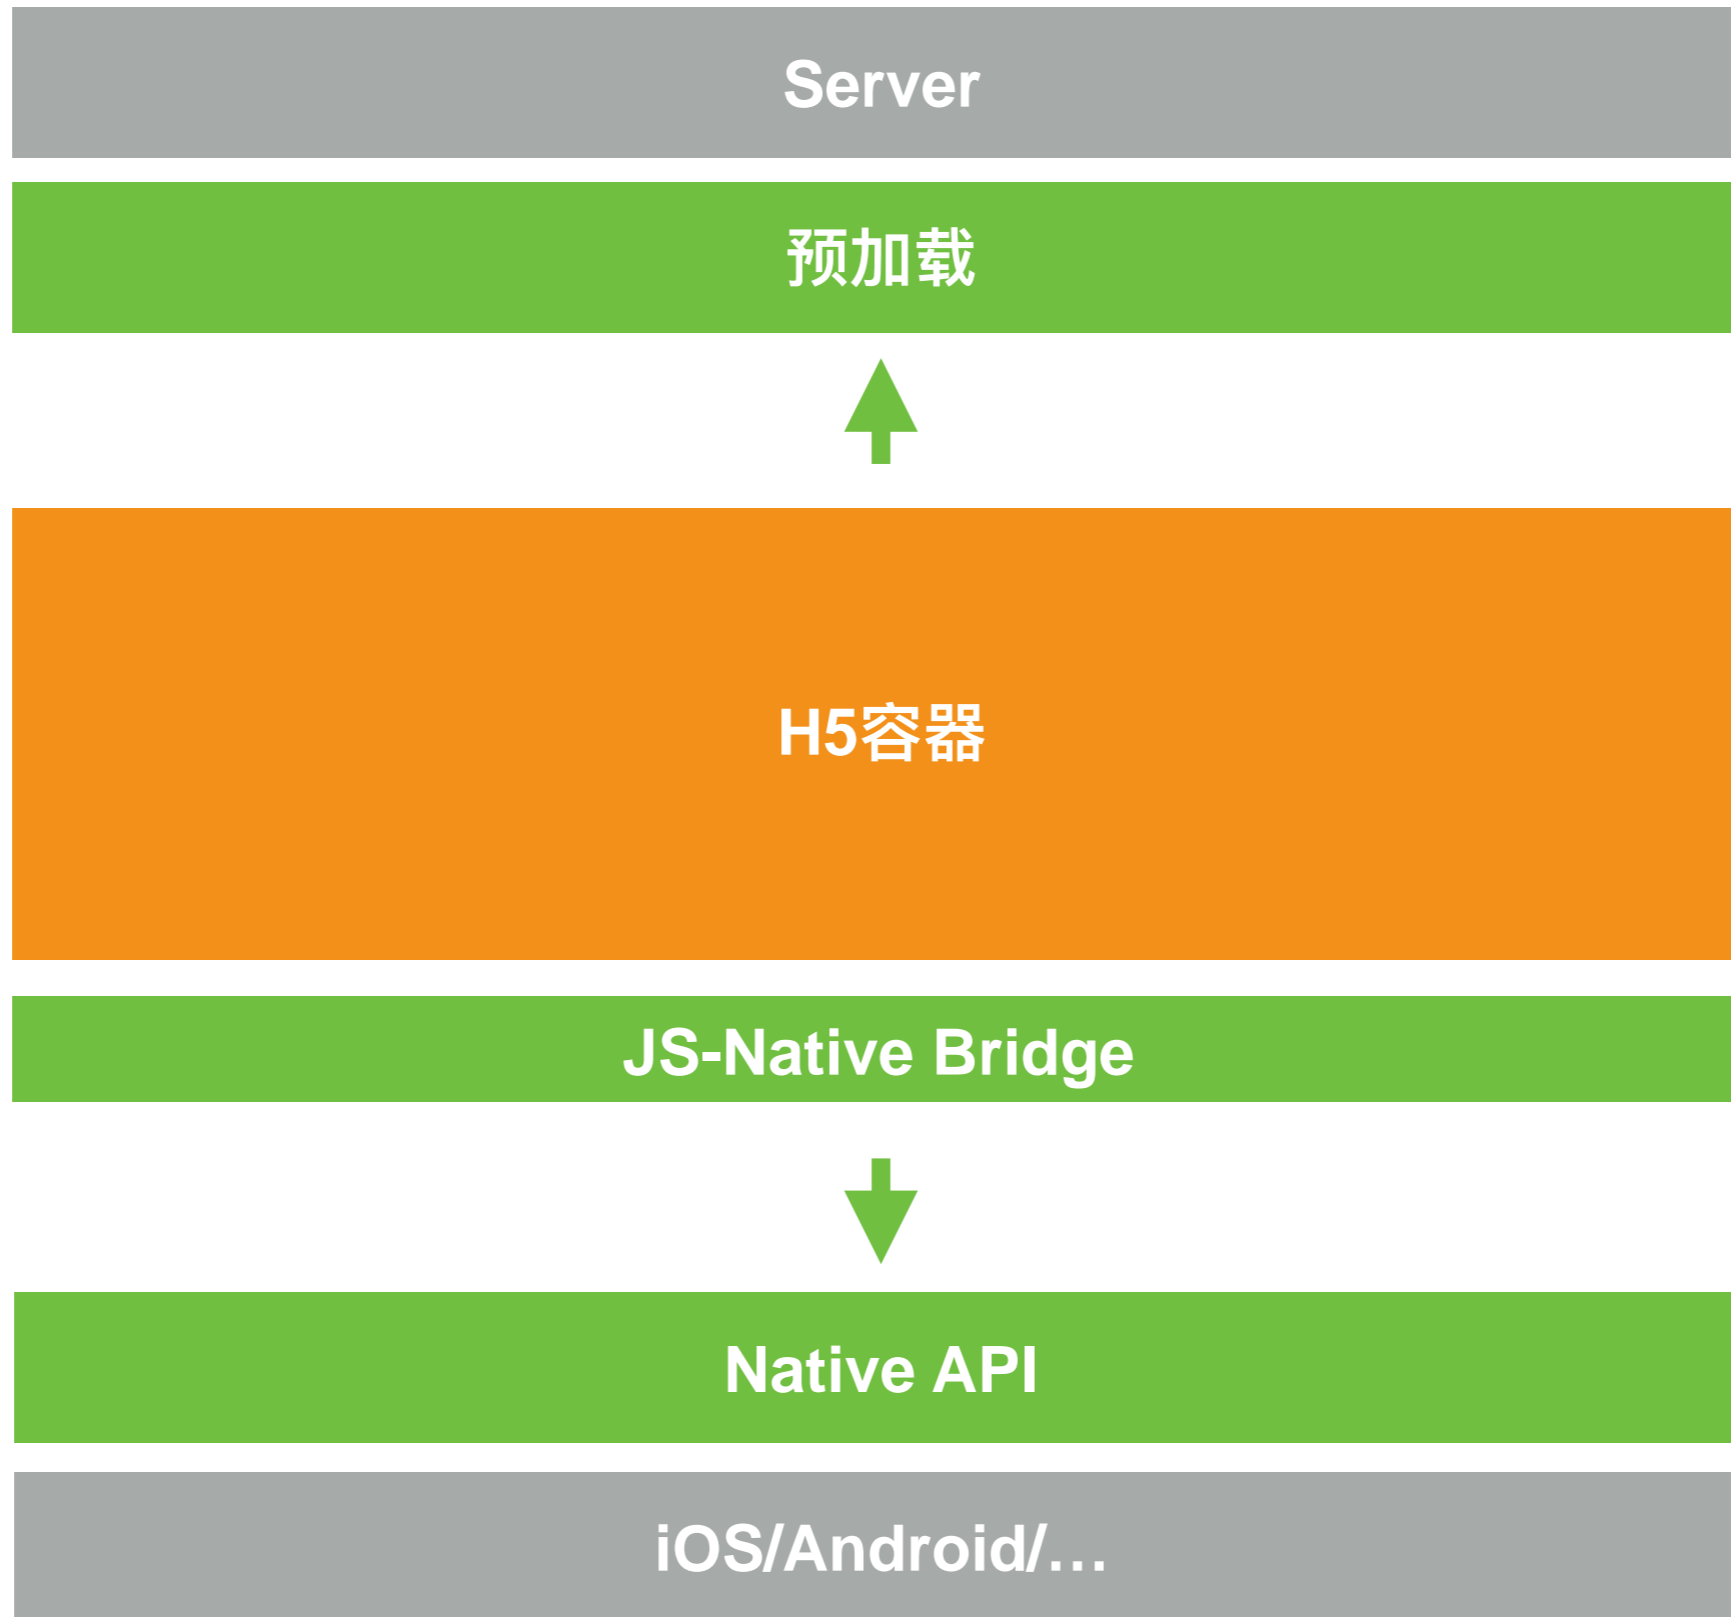 Server
预加载
H5容器
JS-Native Bridge
Native API
iOS/Android/…